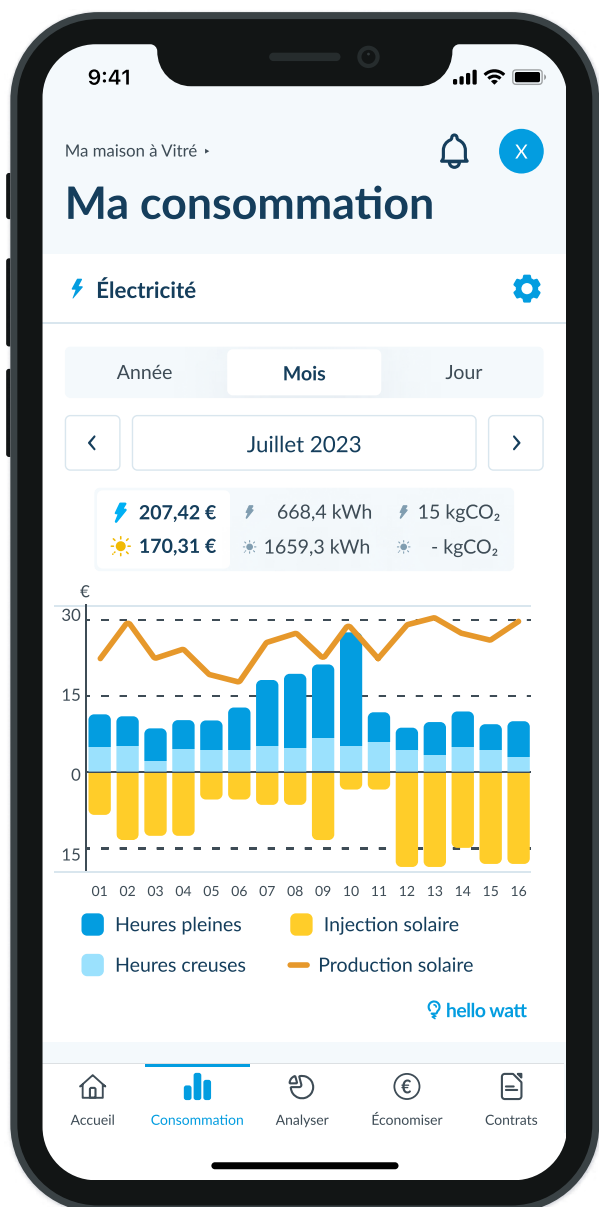 9:41
Ma maison à Vitré ▸
X
Ma consommation
Électricité
Année Mois Jour
Juillet 2023
207,42 € 668,4 kWh 15 kgCO₂
170,31 € 1659,3 kWh - kgCO₂
€
30
15
0
15
01 02 03 04 05 06 07 08 09 10 11 12 13 14 15 16
Heures pleines Injection solaire
Heures creuses Production solaire
hello watt
€
Accueil Consommation Analyser Économiser Contrats